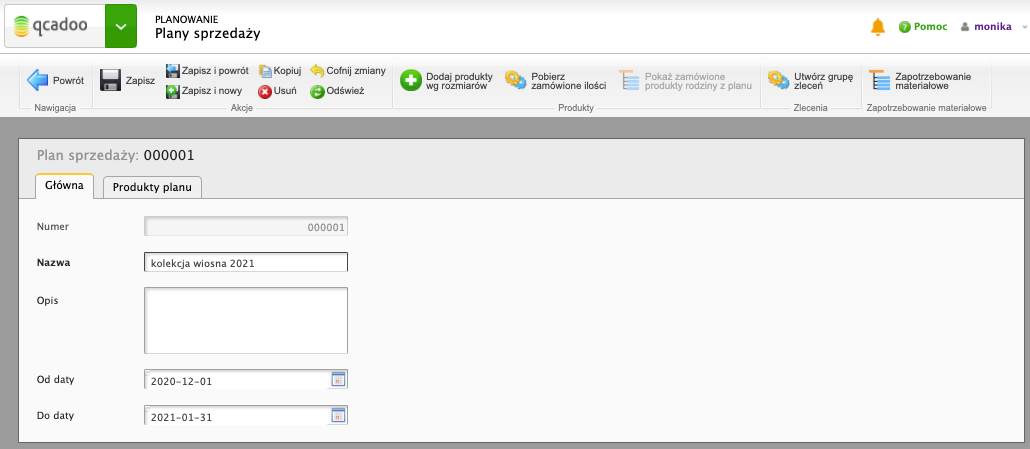 qcadoo
PLANOWANIE
Plany sprzedaży
Pomoc
monika
Powrót
Nawigacja
Zapisz
Zapisz i powrót
Kopiuj
Cofnij zmiany
Zapisz i nowy
Usuń
Odśwież
Akcje
Dodaj produkty
wg rozmiarów
Pobierz
zamówione ilości
Pokaż zamówione
produkty rodziny z planu
Produkty
Utwórz grupę
zleceń
Zlecenia
Zapotrzebowanie
materiałowe
Zapotrzebowanie materiałowe
Plan sprzedaży: 000001
Główna
Produkty planu
Numer
000001
Nazwa
kolekcja wiosna 2021
Opis
Od daty
2020-12-01
Do daty
2021-01-31